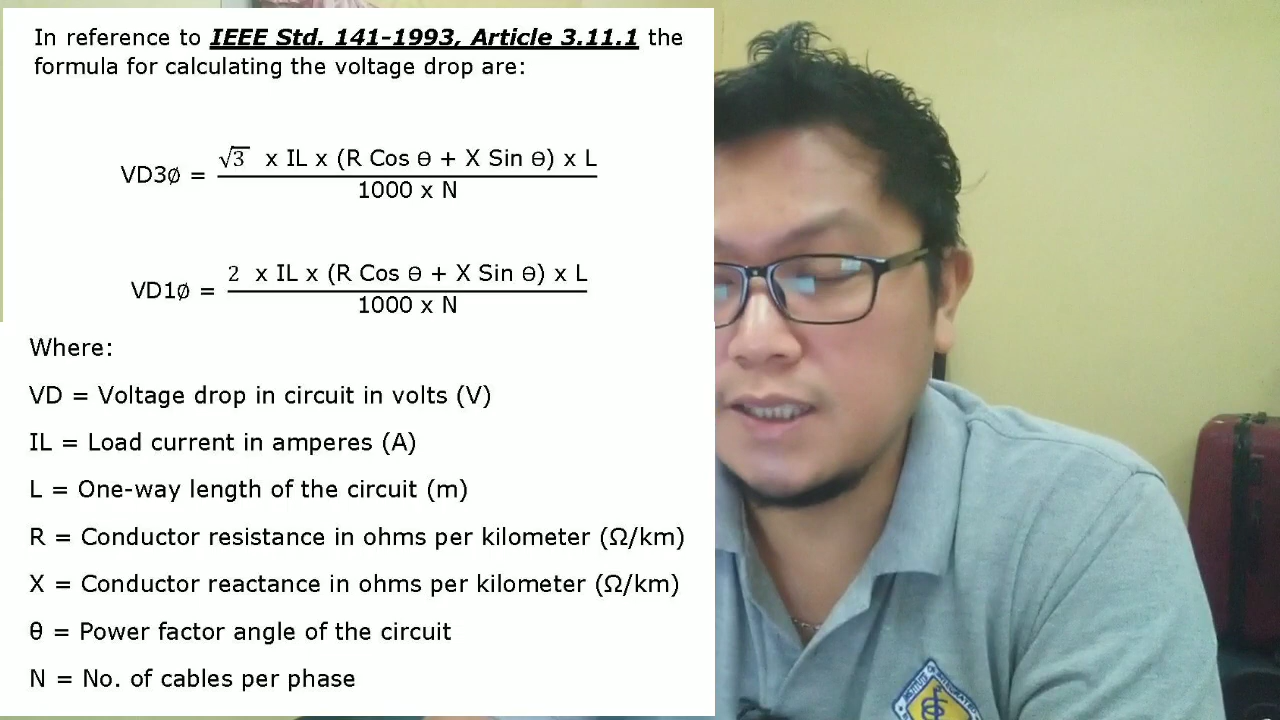 In reference to IEEE Std. 141-1993, Article 3.11.1 the
formula for calculating the voltage drop are:
VD3ø = √3 x IL x (R Cos ɵ + X Sin ɵ) x L
1000 x N
VD1ø = 2 x IL x (R Cos ɵ + X Sin ɵ) x L
1000 x N
Where:
VD = Voltage drop in circuit in volts (V)
IL = Load current in amperes (A)
L = One-way length of the circuit (m)
R = Conductor resistance in ohms per kilometer (Ω/km)
X = Conductor reactance in ohms per kilometer (Ω/km)
θ = Power factor angle of the circuit
N = No. of cables per phase